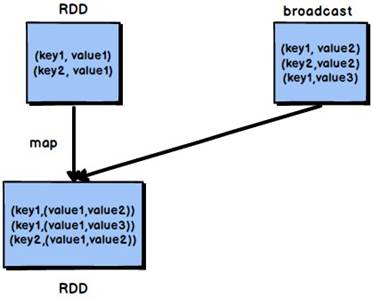 RDD
broadcast
(key1, value1)
(key2, value1)
(key1, value2)
(key2,value2)
(key1,value3)
map
(key1,(value1,value2))
(key1,(value1,value3))
(key2,(value1,value2))
RDD